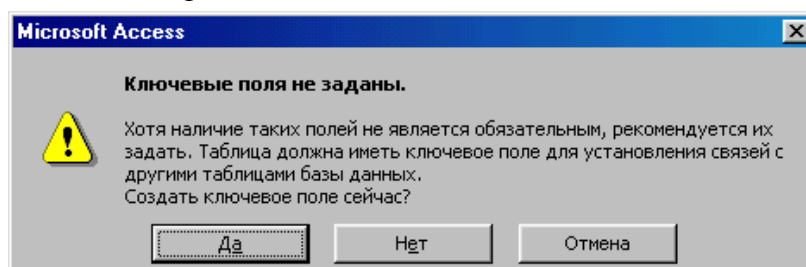 Microsoft Access
Ключевые поля не заданы.
Хотя наличие таких полей не является обязательным, рекомендуется их
задать. Таблица должна иметь ключевое поле для установления связей с
другими таблицами базы данных.
Создать ключевое поле сейчас?
Да Нет Отмена